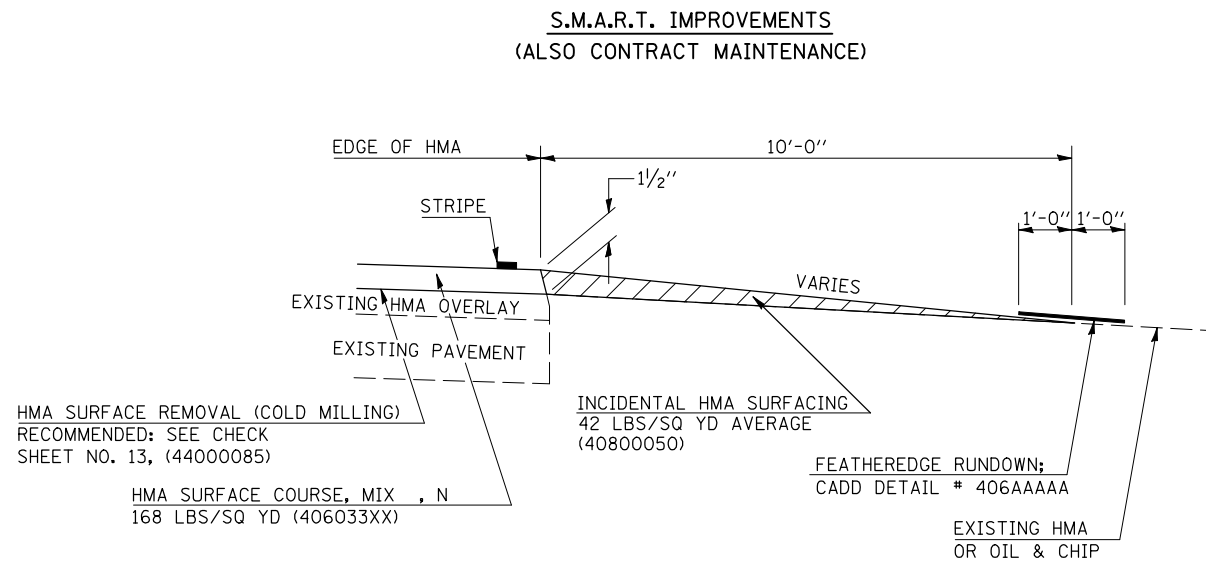 S.M.A.R.T. IMPROVEMENTS
(ALSO CONTRACT MAINTENANCE)
EDGE OF HMA
10'-0"
1½"
STRIPE
1'-0"
1'-0"
VARIES
EXISTING HMA OVERLAY
EXISTING PAVEMENT
HMA SURFACE REMOVAL (COLD MILLING)
RECOMMENDED: SEE CHECK
SHEET NO. 13, (44000085)
INCIDENTAL HMA SURFACING
42 LBS/SQ YD AVERAGE
(40800050)
FEATHEREDGE RUNDOWN;
CADD DETAIL # 406AAAAA
HMA SURFACE COURSE, MIX , N
168 LBS/SQ YD (406033XX)
EXISTING HMA
OR OIL & CHIP